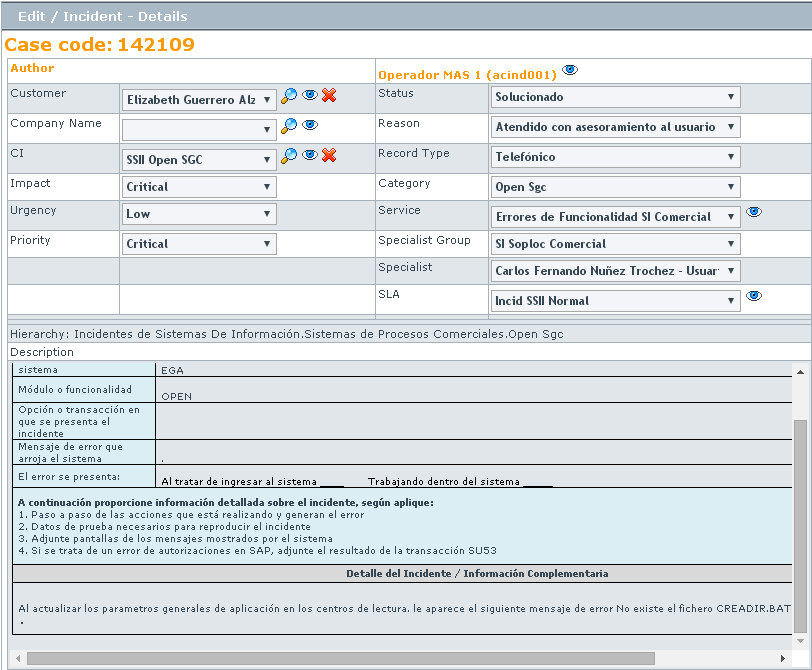 Edit / Incident - Details
Case code: 142109
Author
Operador MAS 1 (acind001)
Customer
Elizabeth Guerrero Alz
Status
Solucionado
Company Name
Reason
Atendido con asesoramiento al usuario
CI
SSII Open SGC
Record Type
Telefónico
Impact
Critical
Category
Open Sgc
Urgency
Low
Service
Errores de Funcionalidad SI Comercial
Priority
Critical
Specialist Group
SI Soploc Comercial
Specialist
Carlos Fernando Nuñez Trochez - Usuar
SLA
Incid SSII Normal
Hierarchy: Incidentes de Sistemas De Información.Sistemas de Procesos Comerciales.Open Sgc
Description
sistema
EGA
Módulo o funcionalidad
OPEN
Opción o transacción en
que se presenta el
incidente
Mensaje de error que
arroja el sistema
.
El error se presenta:
Al tratar de ingresar al sistema _____ Trabajando dentro del sistema ______
A continuación proporcione información detallada sobre el incidente, según aplique:
1. Paso a paso de las acciones que está realizando y generan el error
2. Datos de prueba necesarios para reproducir el incidente
3. Adjunte pantallas de los mensajes mostrados por el sistema
4. Si se trata de un error de autorizaciones en SAP, adjunte el resultado de la transacción SU53
Detalle del Incidente / Información Complementaria
Al actualizar los parametros generales de aplicación en los centros de lectura. le aparece el siguiente mensaje de error No existe el fichero CREADIR.BAT
.